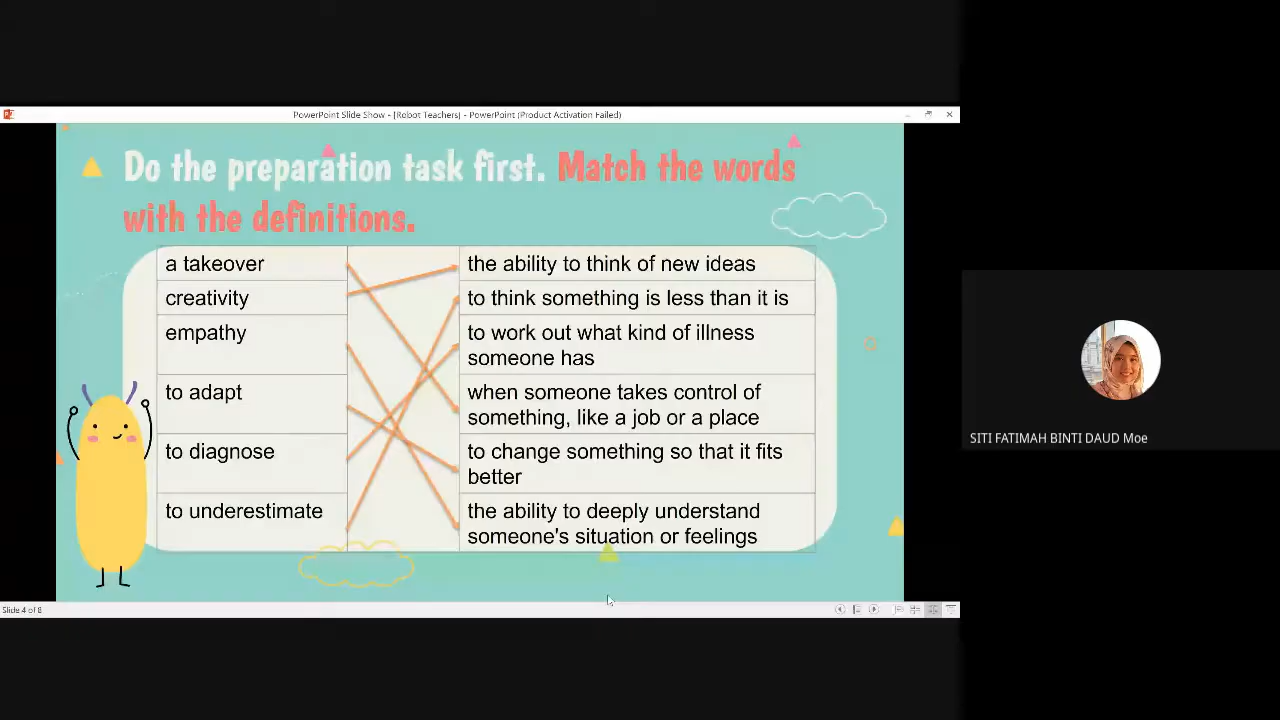 PowerPoint Slide Show - [Robot Teachers] - PowerPoint (Product Activation Failed)
Do the preparation task first. Match the words
with the definitions.
a takeover
the ability to think of new ideas
creativity
to think something is less than it is
empathy
to work out what kind of illness
someone has
to adapt
when someone takes control of
something, like a job or a place
to diagnose
to change something so that it fits
better
to underestimate
the ability to deeply understand
someone's situation or feelings
Slide 4 of 8
SITI FATIMAH BINTI DAUD Moe